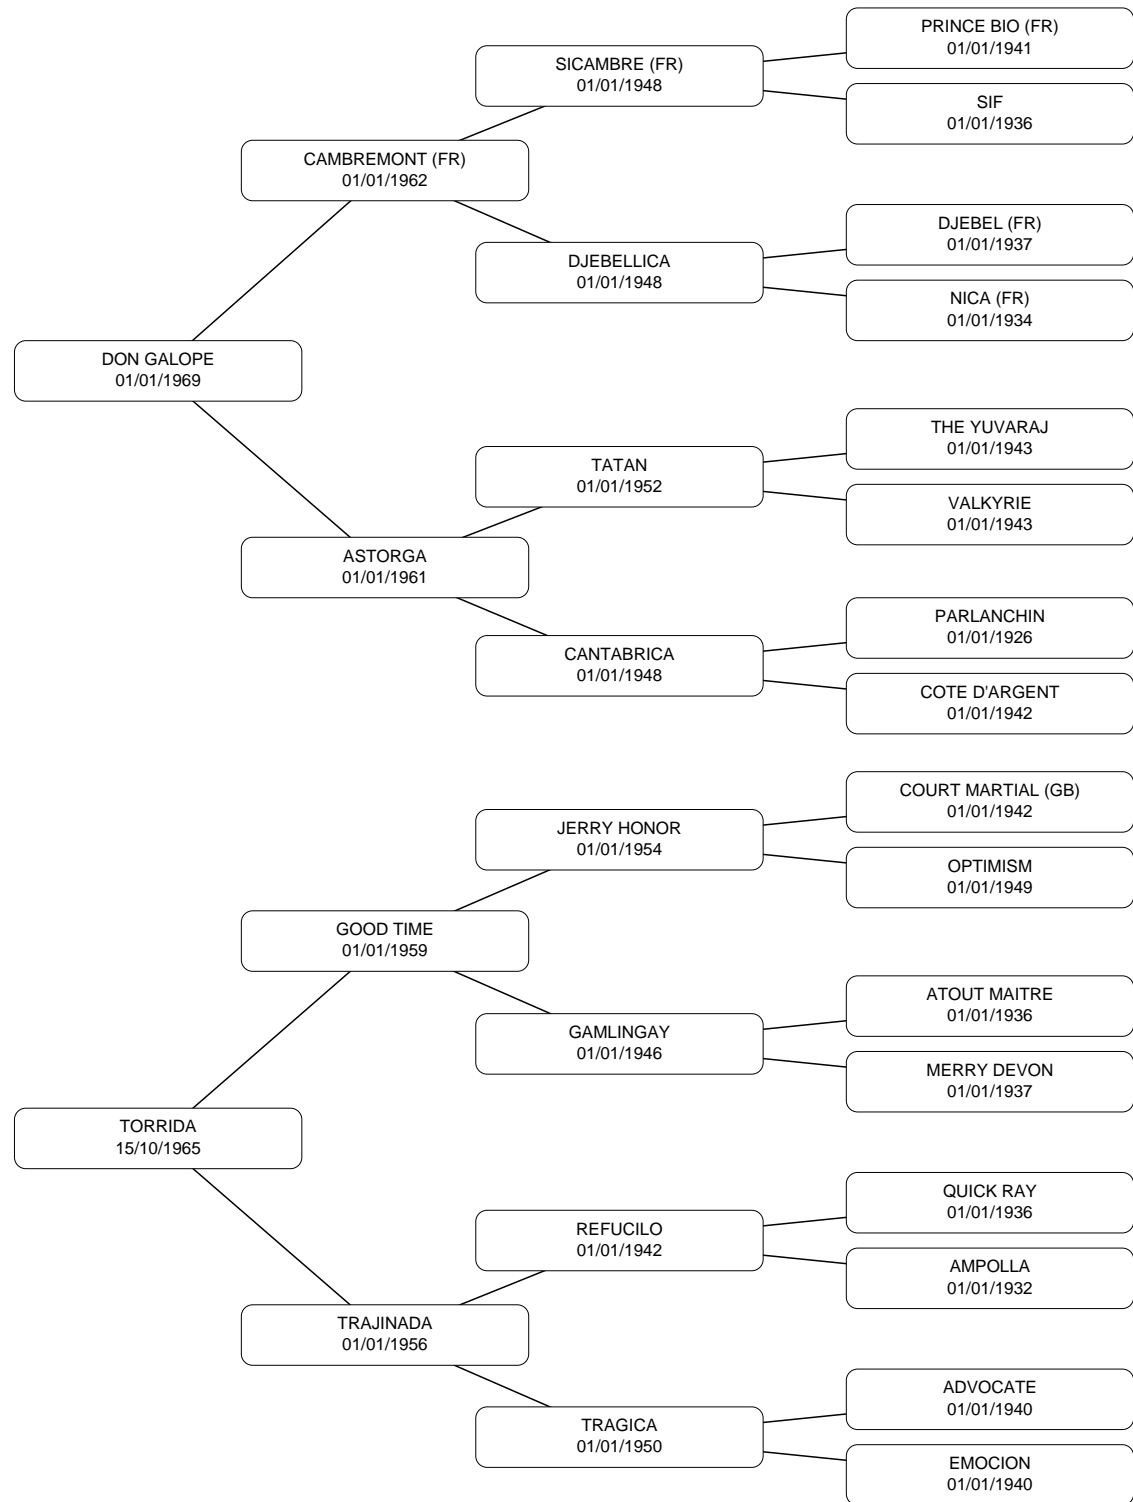 PRINCE BIO (FR)
01/01/1941
SICAMBRE (FR)
01/01/1948
SIF
01/01/1936
CAMBREMONT (FR)
01/01/1962
DJEBEL (FR)
01/01/1937
DJEBELLICA
01/01/1948
NICA (FR)
01/01/1934
DON GALOPE
01/01/1969
THE YUVARAJ
01/01/1943
TATAN
01/01/1952
VALKYRIE
01/01/1943
ASTORGA
01/01/1961
PARLANCHIN
01/01/1926
CANTABRICA
01/01/1948
COTE D'ARGENT
01/01/1942
COURT MARTIAL (GB)
01/01/1942
JERRY HONOR
01/01/1954
OPTIMISM
01/01/1949
GOOD TIME
01/01/1959
ATOUT MAITRE
01/01/1936
GAMLINGAY
01/01/1946
MERRY DEVON
01/01/1937
TORRIDA
15/10/1965
QUICK RAY
01/01/1936
REFUCILO
01/01/1942
AMPOLLA
01/01/1932
TRAJINADA
01/01/1956
ADVOCATE
01/01/1940
TRAGICA
01/01/1950
EMOCION
01/01/1940